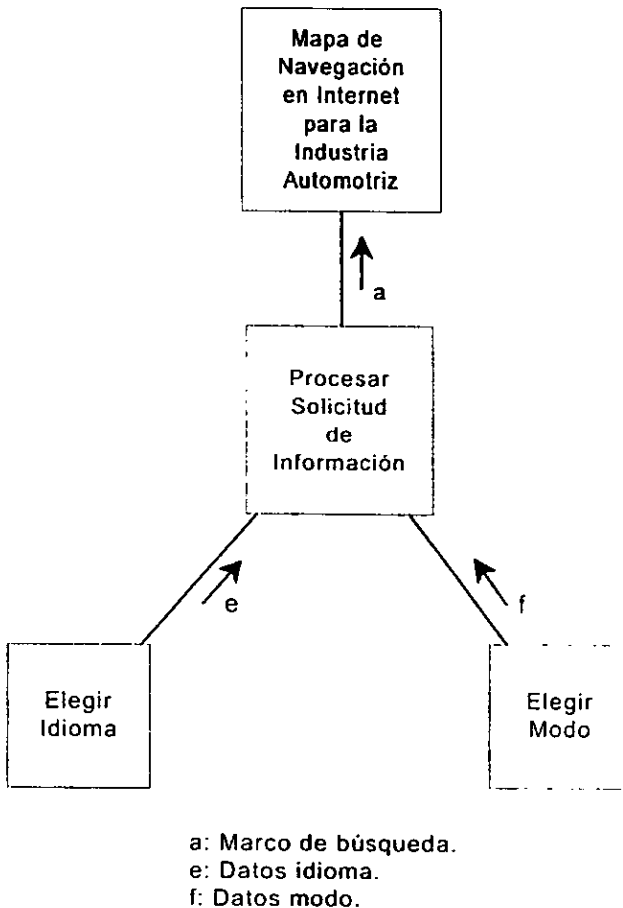 Mapa de
Navegación
en Internet
para la
Industria
Automotriz
a
Procesar
Solicitud
de
Información
e
f
Elegir
Idioma
Elegir
Modo
a: Marco de búsqueda.
e: Datos idioma.
f: Datos modo.